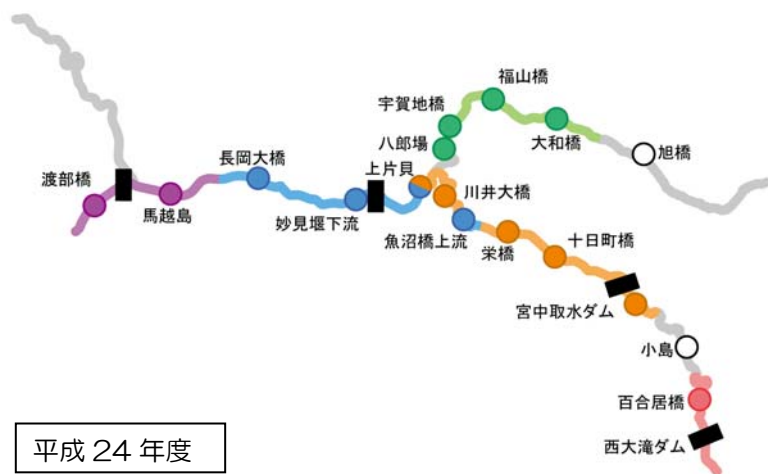 福山橋
宇賀地橋
八郎場
大和橋
旭橋
長岡大橋
上片貝
渡部橋
川井大橋
馬越島
妙見堰下流
魚沼橋上流
栄橋
十日町橋
宮中取水ダム
小島
百合居橋
西大滝ダム
平成 24 年度